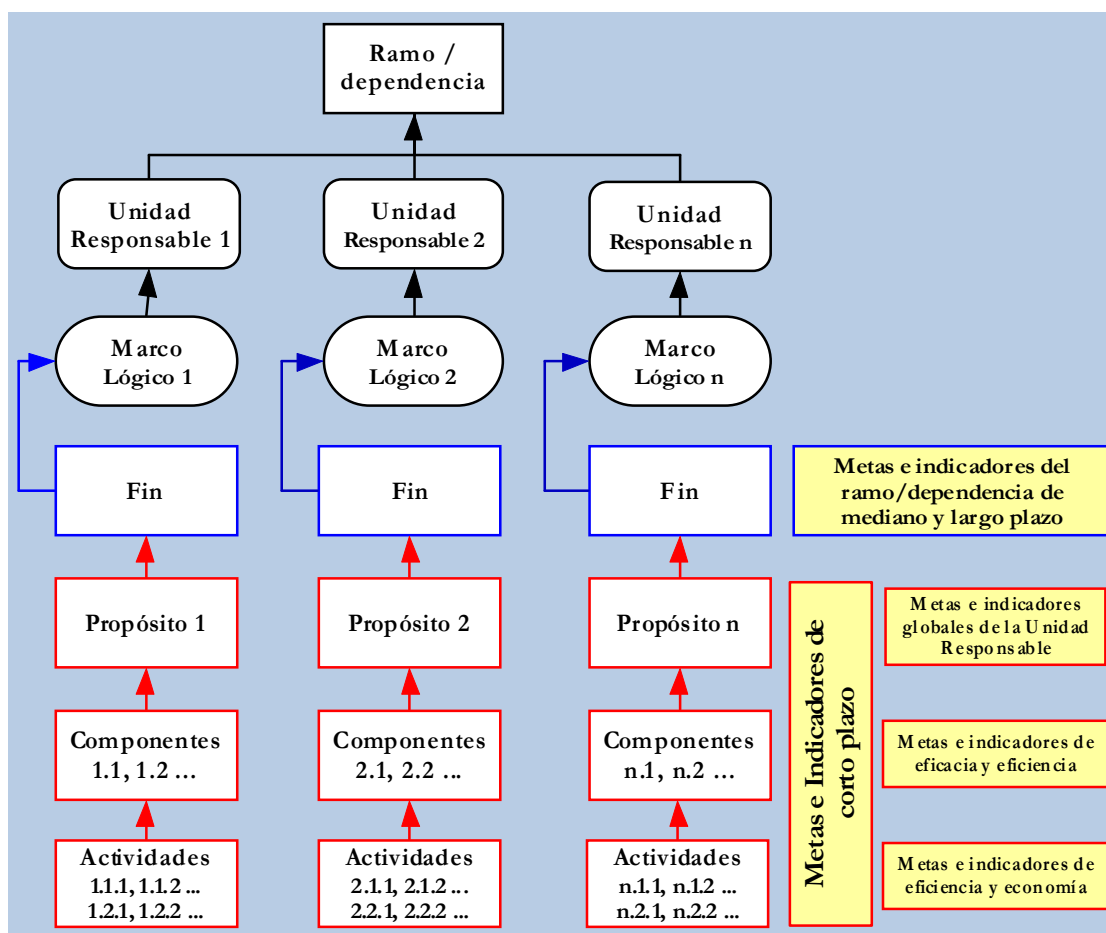 Ramo /
dependencia
Unidad
Responsable 1
Unidad
Responsable 2
Unidad
Responsable n
Marco
Lógico 1
Marco
Lógico 2
Marco
Lógico n
Fin
Fin
Fin
Metas e indicadores del
ramo/dependencia de
mediano y largo plazo
Propósito 1
Propósito 2
Propósito n
Metas e Indicadores de
corto plazo
Metas e indicadores
globales de la Unidad
Responsable
Componentes
1.1, 1.2 ...
Componentes
2.1, 2.2 ...
Componentes
n.1, n.2 ...
Metas e indicadores de
eficacia y eficiencia
Actividades
1.1.1, 1.1.2 ...
1.2.1, 1.2.2 ...
Actividades
2.1.1, 2.1.2 ...
2.2.1, 2.2.2 ...
Actividades
n.1.1, n.1.2 ...
n.2.1, n.2.2 ...
Metas e indicadores de
eficiencia y economía